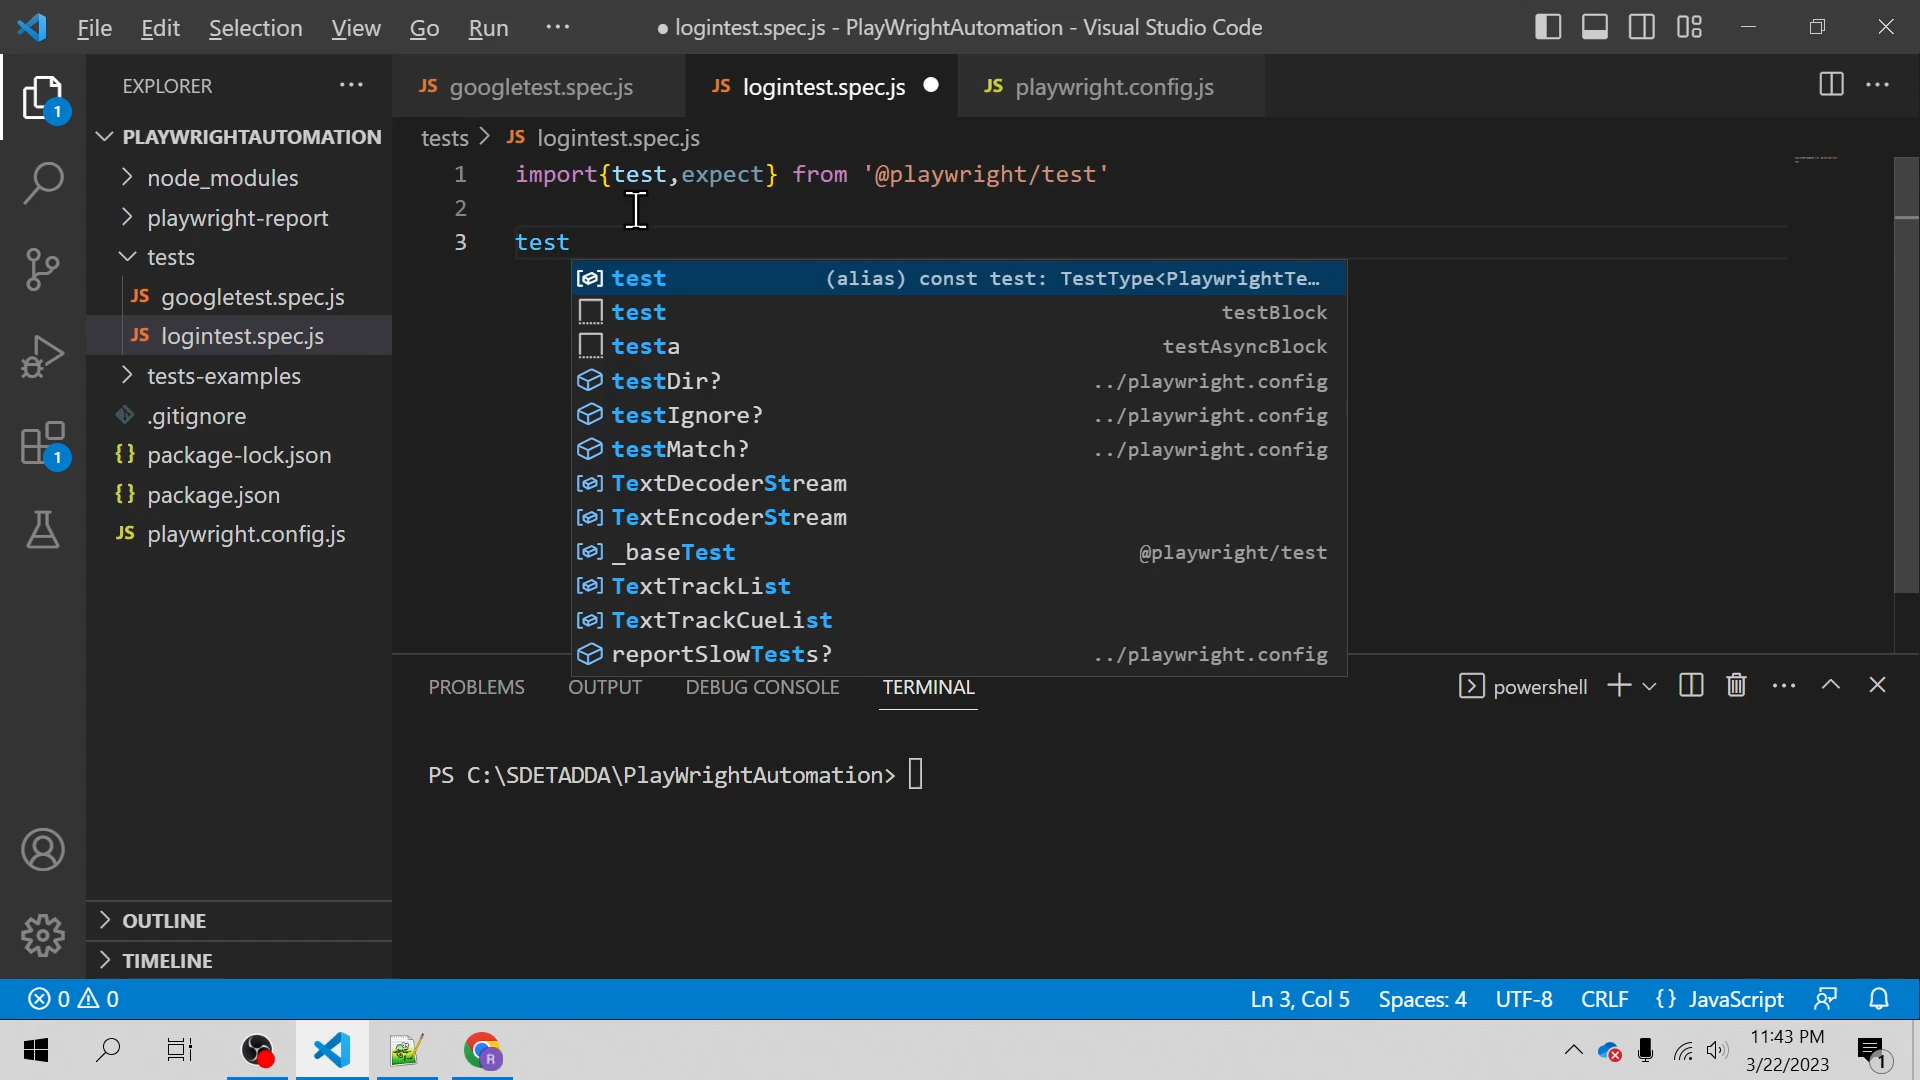 File Edit Selection View Go Run ··· ● logintest.spec.js - PlayWrightAutomation - Visual Studio Code
EXPLORER ···
JS googletest.spec.js JS logintest.spec.js ● JS playwright.config.js
1
PLAYWRIGHTAUTOMATION
tests > JS logintest.spec.js
node_modules
playwright-report
tests
JS googletest.spec.js
JS logintest.spec.js
tests-examples
.gitignore
{} package-lock.json
{} package.json
JS playwright.config.js
1
OUTLINE
TIMELINE
1 import{test,expect} from '@playwright/test'
2
3 test
test (alias) const test: TestType<PlaywrightTe…
test testBlock
testa testAsyncBlock
testDir? ../playwright.config
testIgnore? ../playwright.config
testMatch? ../playwright.config
TextDecoderStream
TextEncoderStream
_baseTest @playwright/test
TextTrackList
TextTrackCueList
reportSlowTests? ../playwright.config
PROBLEMS OUTPUT DEBUG CONSOLE TERMINAL powershell
PS C:\SDETADDA\PlayWrightAutomation>
0 0 Ln 3, Col 5 Spaces: 4 UTF-8 CRLF {} JavaScript
R
11:43 PM
3/22/2023
1